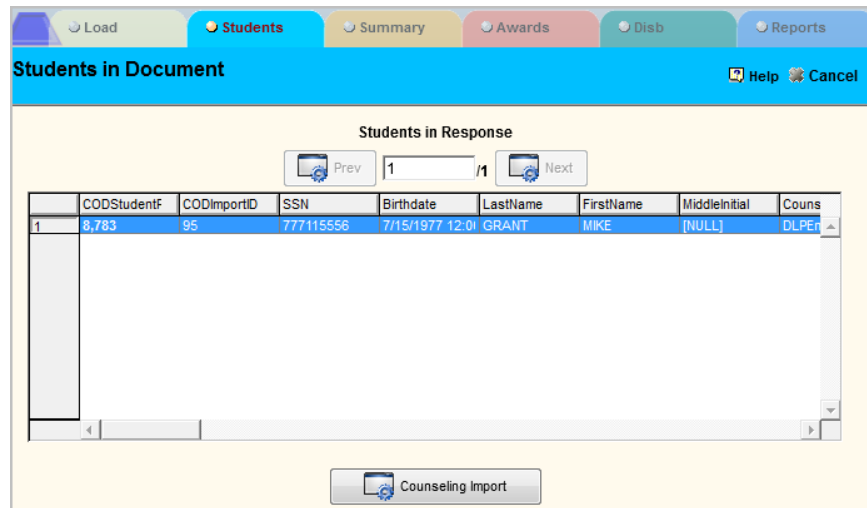 Load Students Summary Awards Disb Reports
Students in Document Help Cancel
Students in Response
Prev 1 /1 Next
CODStudentF CODImportID SSN Birthdate LastName FirstName MiddleInitial Couns
1 8,783 95 777115556 7/15/1977 12:0 GRANT MIKE [NULL] DLPEn
Counseling Import